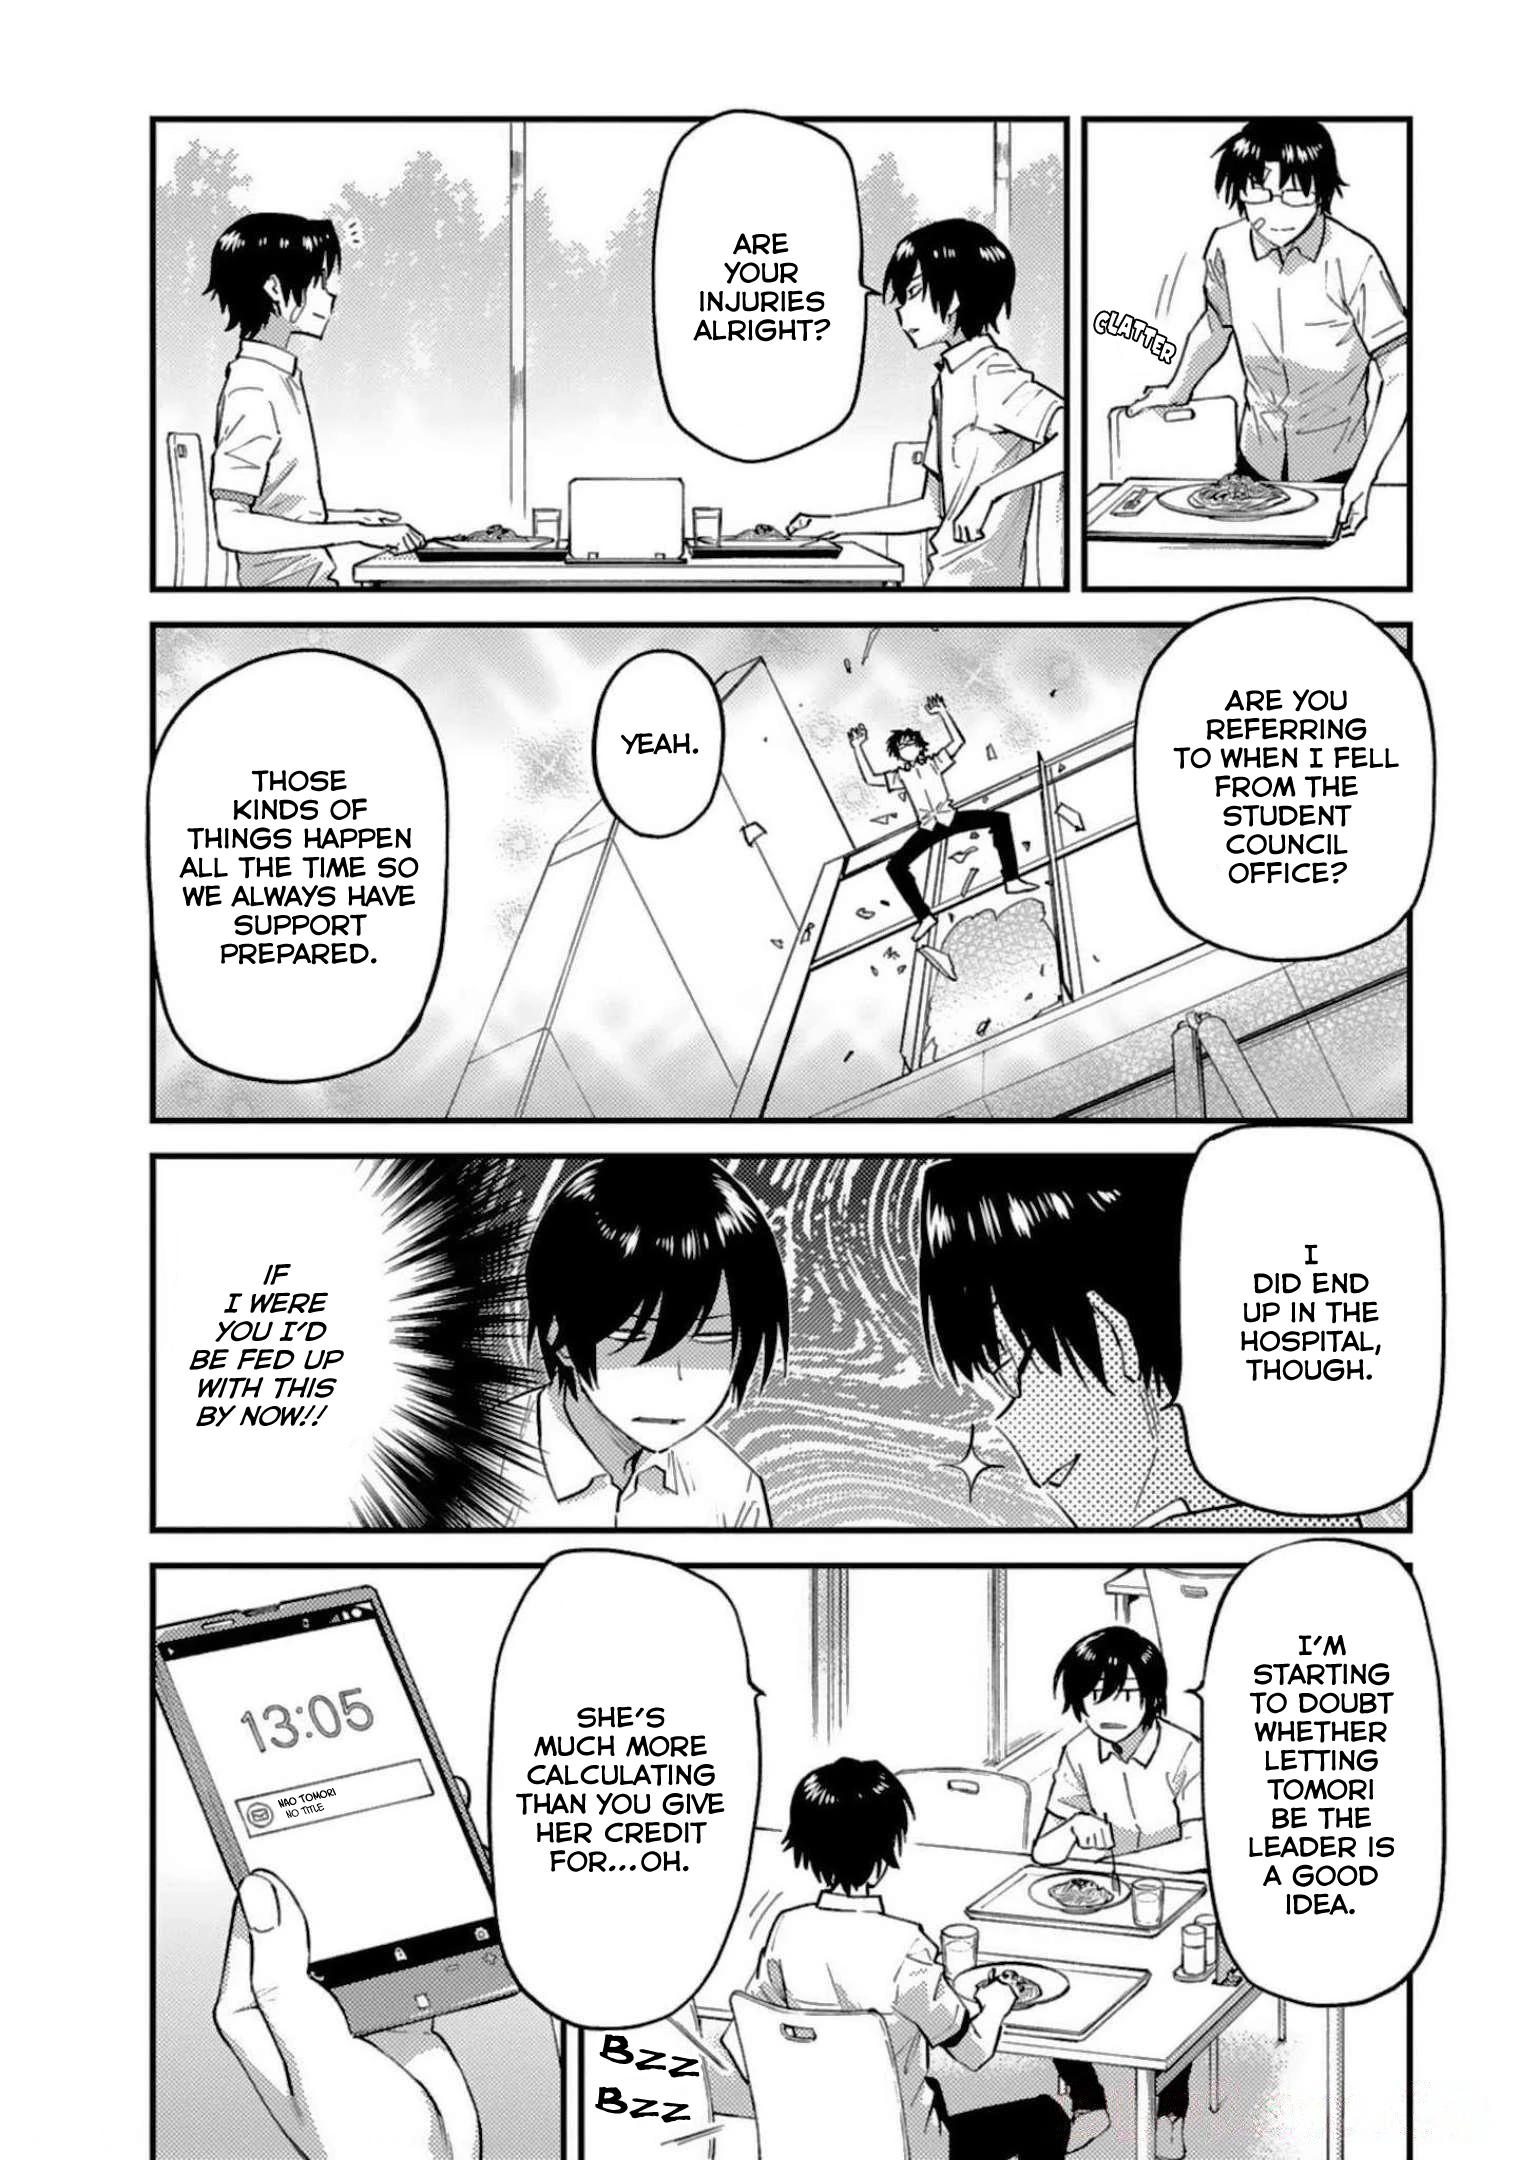 CLATTER
ARE
YOUR
INJURIES
ALRIGHT?
ARE YOU
REFERRING
TO WHEN I FELL
FROM THE
STUDENT
COUNCIL
OFFICE?
YEAH.
THOSE
KINDS OF
THINGS HAPPEN
ALL THE TIME SO
WE ALWAYS HAVE
SUPPORT
PREPARED.
I
DID END
UP IN THE
HOSPITAL,
THOUGH.
IF
I WERE
YOU I'D
BE FED UP
WITH THIS
BY NOW!!
I'M
STARTING
TO DOUBT
WHETHER
LETTING
TOMORI
BE THE
LEADER IS
A GOOD
IDEA.
SHE'S
MUCH MORE
CALCULATING
THAN YOU GIVE
HER CREDIT
FOR...OH.
BZZ
BZZ
13:05
NAO TOMORI
NO TITLE